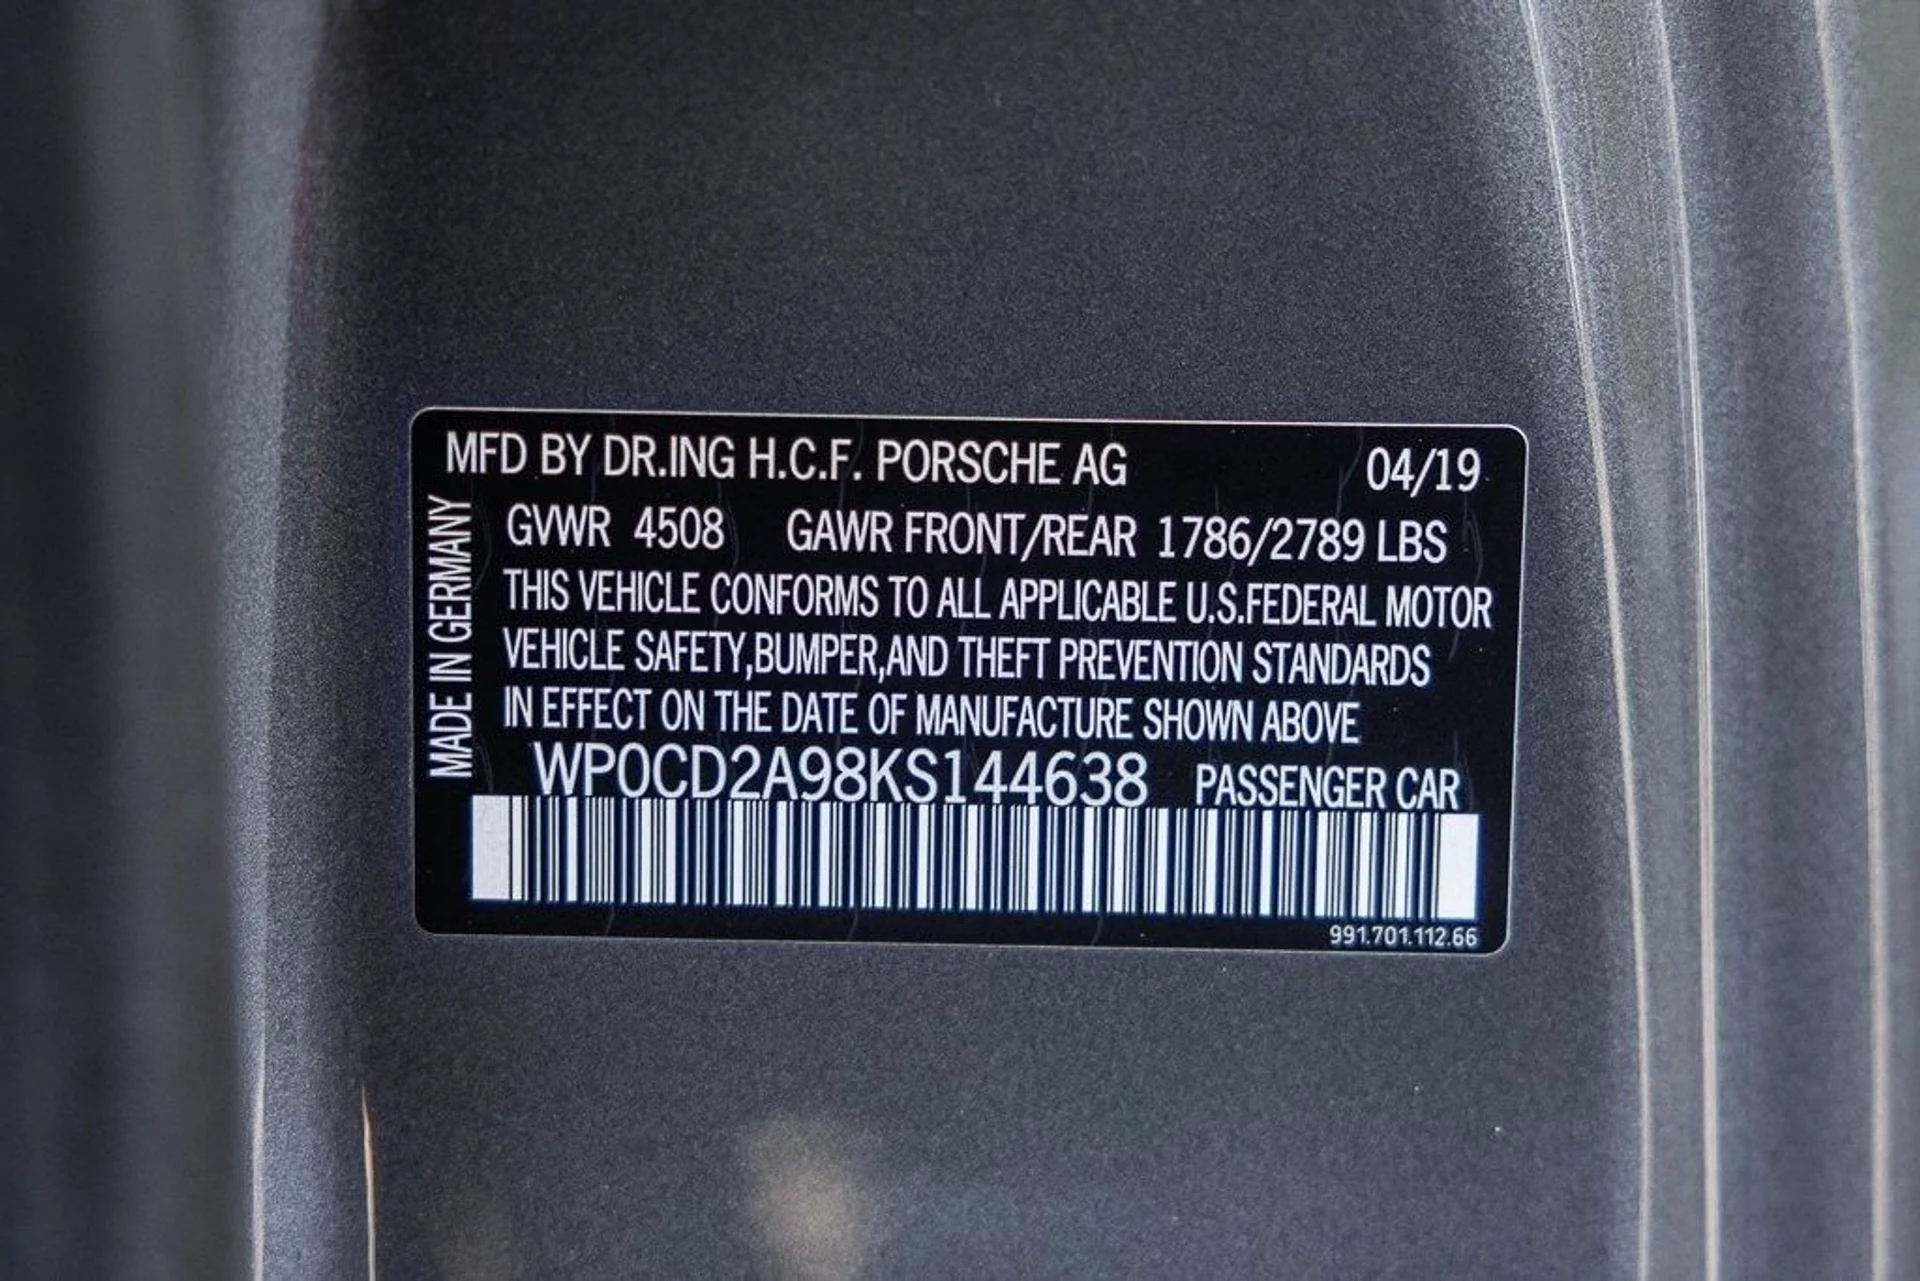 MFD BY DR.ING H.C.F. PORSCHE AG 04/19
GVWR 4508 GAWR FRONT/REAR 1786/2789 LBS
THIS VEHICLE CONFORMS TO ALL APPLICABLE U.S.FEDERAL MOTOR
VEHICLE SAFETY,BUMPER,AND THEFT PREVENTION STANDARDS
IN EFFECT ON THE DATE OF MANUFACTURE SHOWN ABOVE
WP0CD2A98KS144638 PASSENGER CAR
991.701.112.66
MADE IN GERMANY